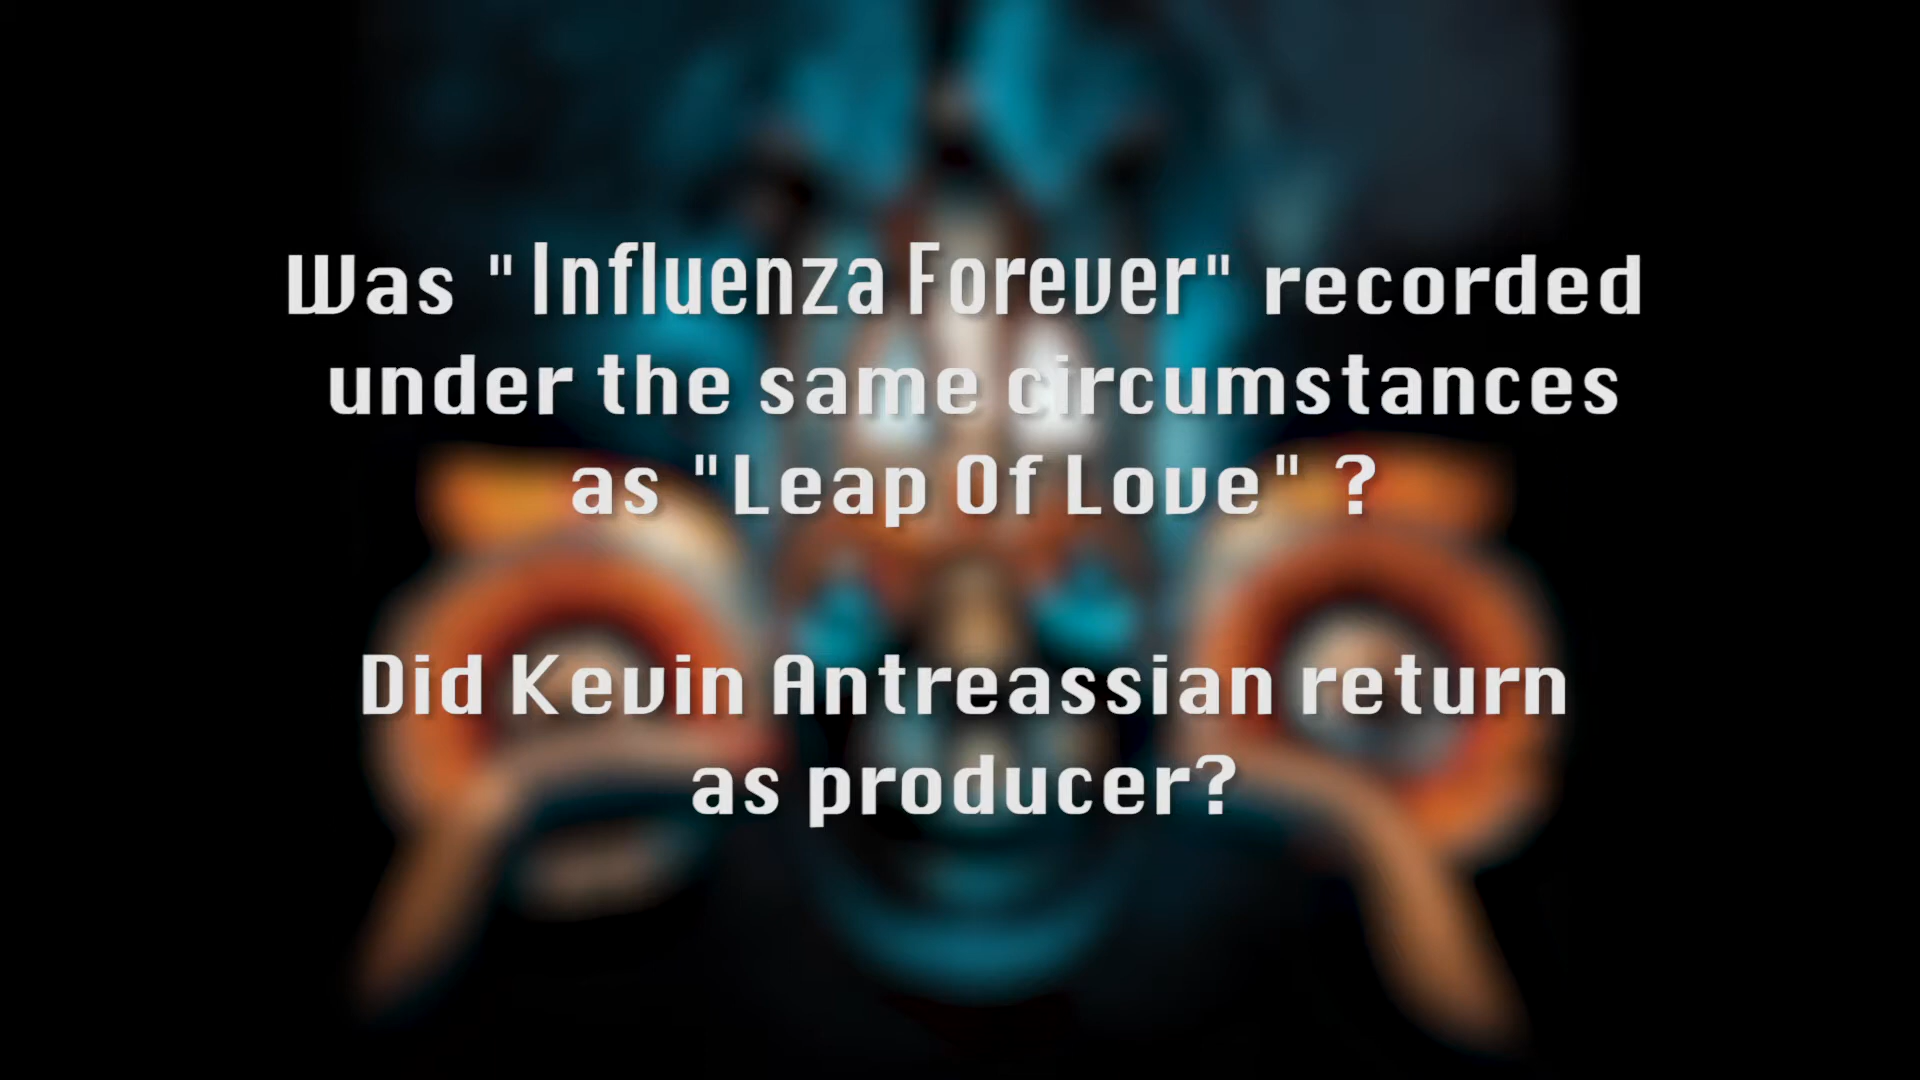 Was "Influenza Forever" recorded
under the same circumstances
as "Leap Of Love" ?
Did Kevin Antreassian return
as producer?